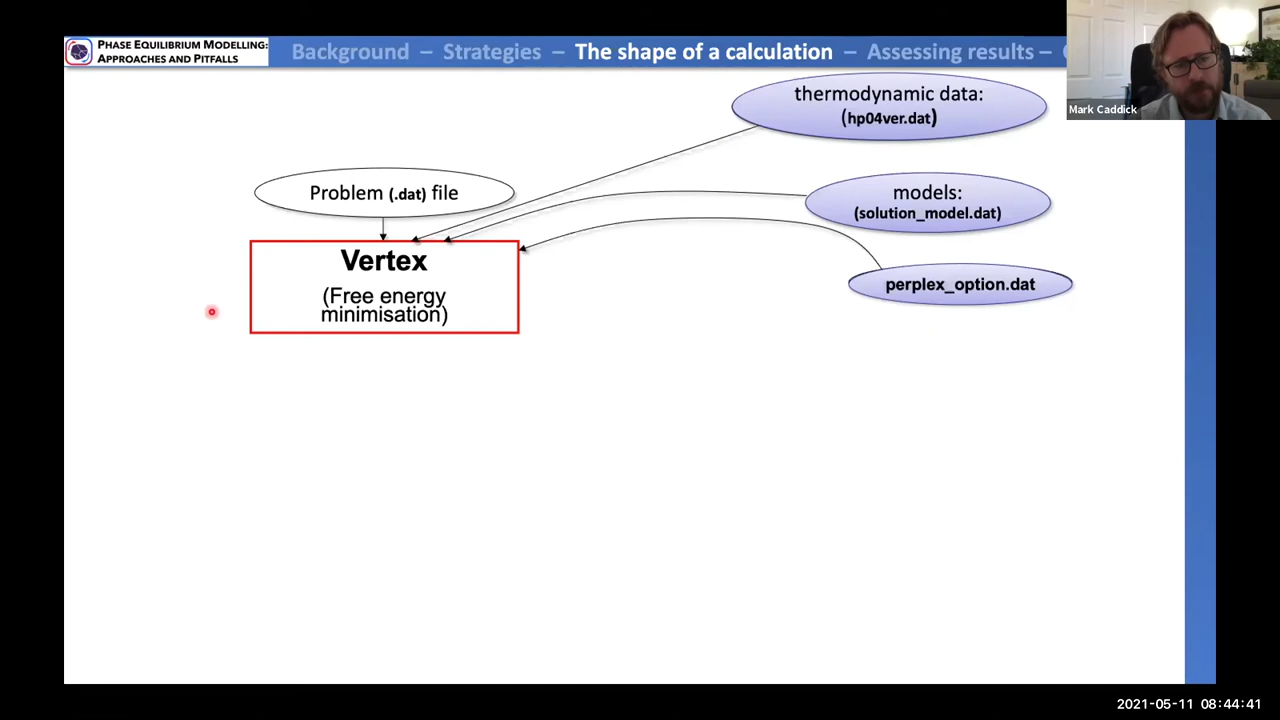 PHASE EQUILIBRIUM MODELLING:
APPROACHES AND PITFALLS
Background – Strategies – The shape of a calculation – Assessing results –
Mark Caddick
thermodynamic data:
(hp04ver.dat)
Problem (.dat) file
models:
(solution_model.dat)
Vertex
(Free energy
minimisation)
perplex_option.dat
2021-05-11 08:44:41